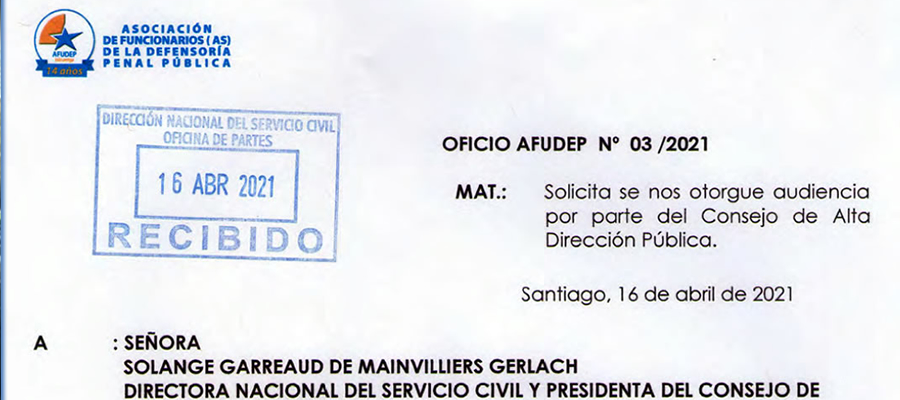 ASOCIACIÓN
DE FUNCIONARIOS(AS)
DE LA DEFENSORÍA
PENAL PÚBLICA
AFUDEP
14 años
DIRECCIÓN NACIONAL DEL SERVICIO CIVIL
OFICINA DE PARTES
16 ABR 2021
RECIBIDO
OFICIO AFUDEP N° 03 /2021
MAT.: Solicita se nos otorgue audiencia
por parte del Consejo de Alta
Dirección Pública.
Santiago, 16 de abril de 2021
A : SEÑORA
SOLANGE GARREAUD DE MAINVILLIERS GERLACH
DIRECTORA NACIONAL DEL SERVICIO CIVIL Y PRESIDENTA DEL CONSEJO DE